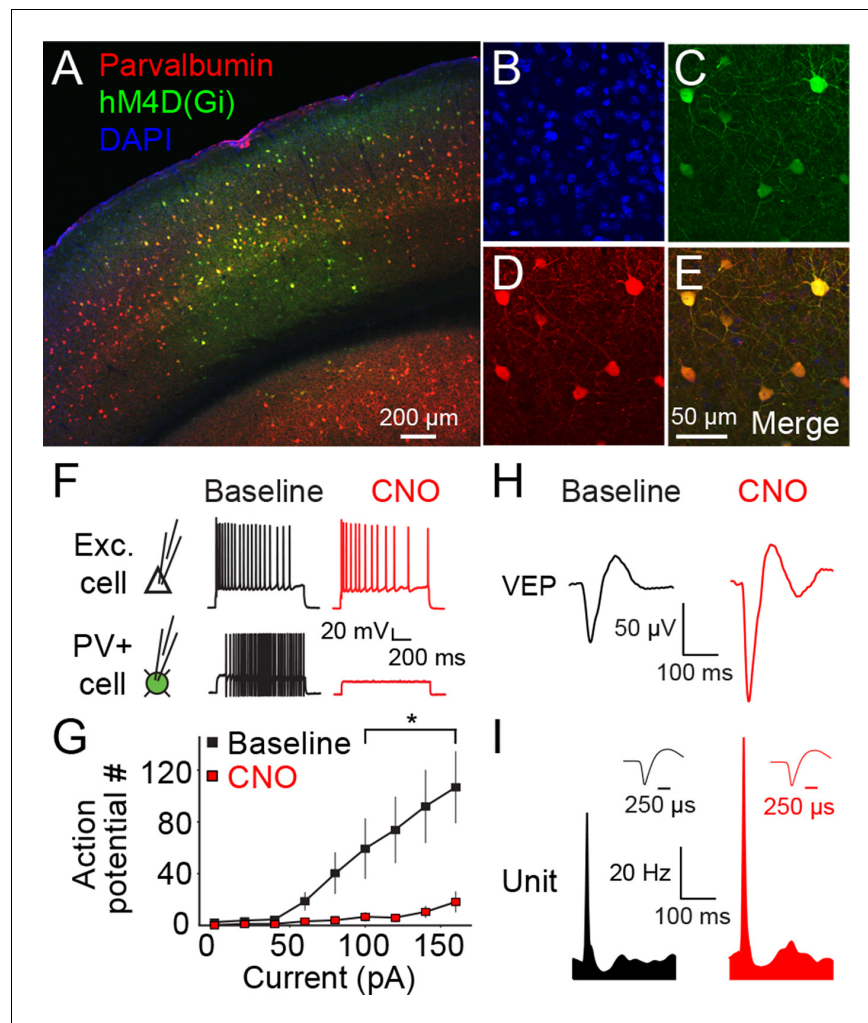 A
Parvalbumin
hM4D(Gi)
DAPI
200 µm
B
C
D
E
50 µm
Merge
F
Baseline
CNO
Exc.
cell
PV+
cell
20 mV
200 ms
G
Baseline
CNO
*
Action
potential #
120
80
40
0
0
50
100
150
Current (pA)
H
Baseline
CNO
VEP
50 µV
100 ms
I
250 µs
250 µs
Unit
20 Hz
100 ms